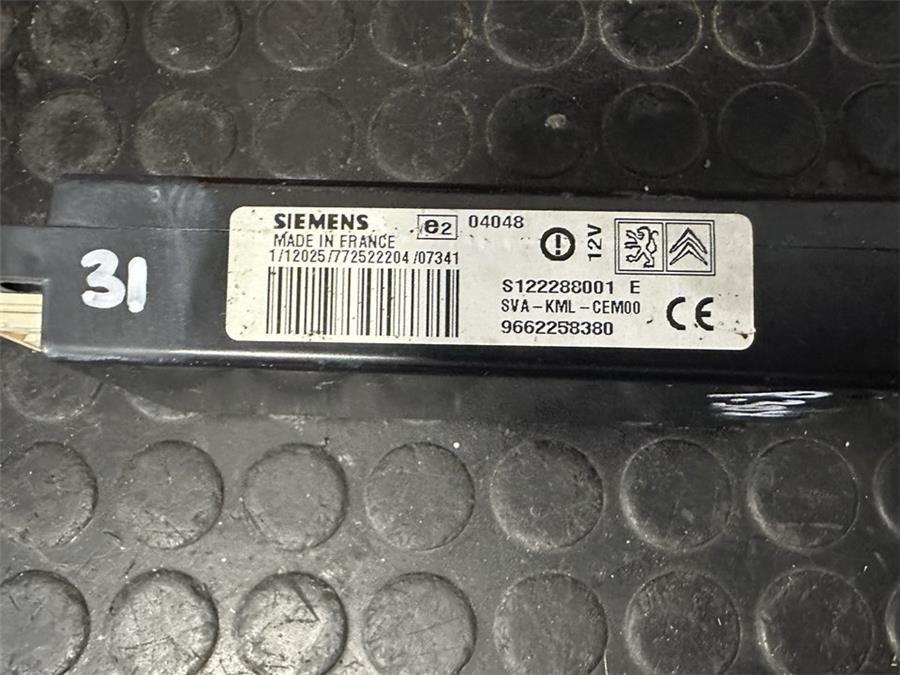 31
SIEMENS
MADE IN FRANCE
1/12025/772522204/07341
e2 04048
12V
S122288001 E
SVA-KML-CEM00
9662258380
CE